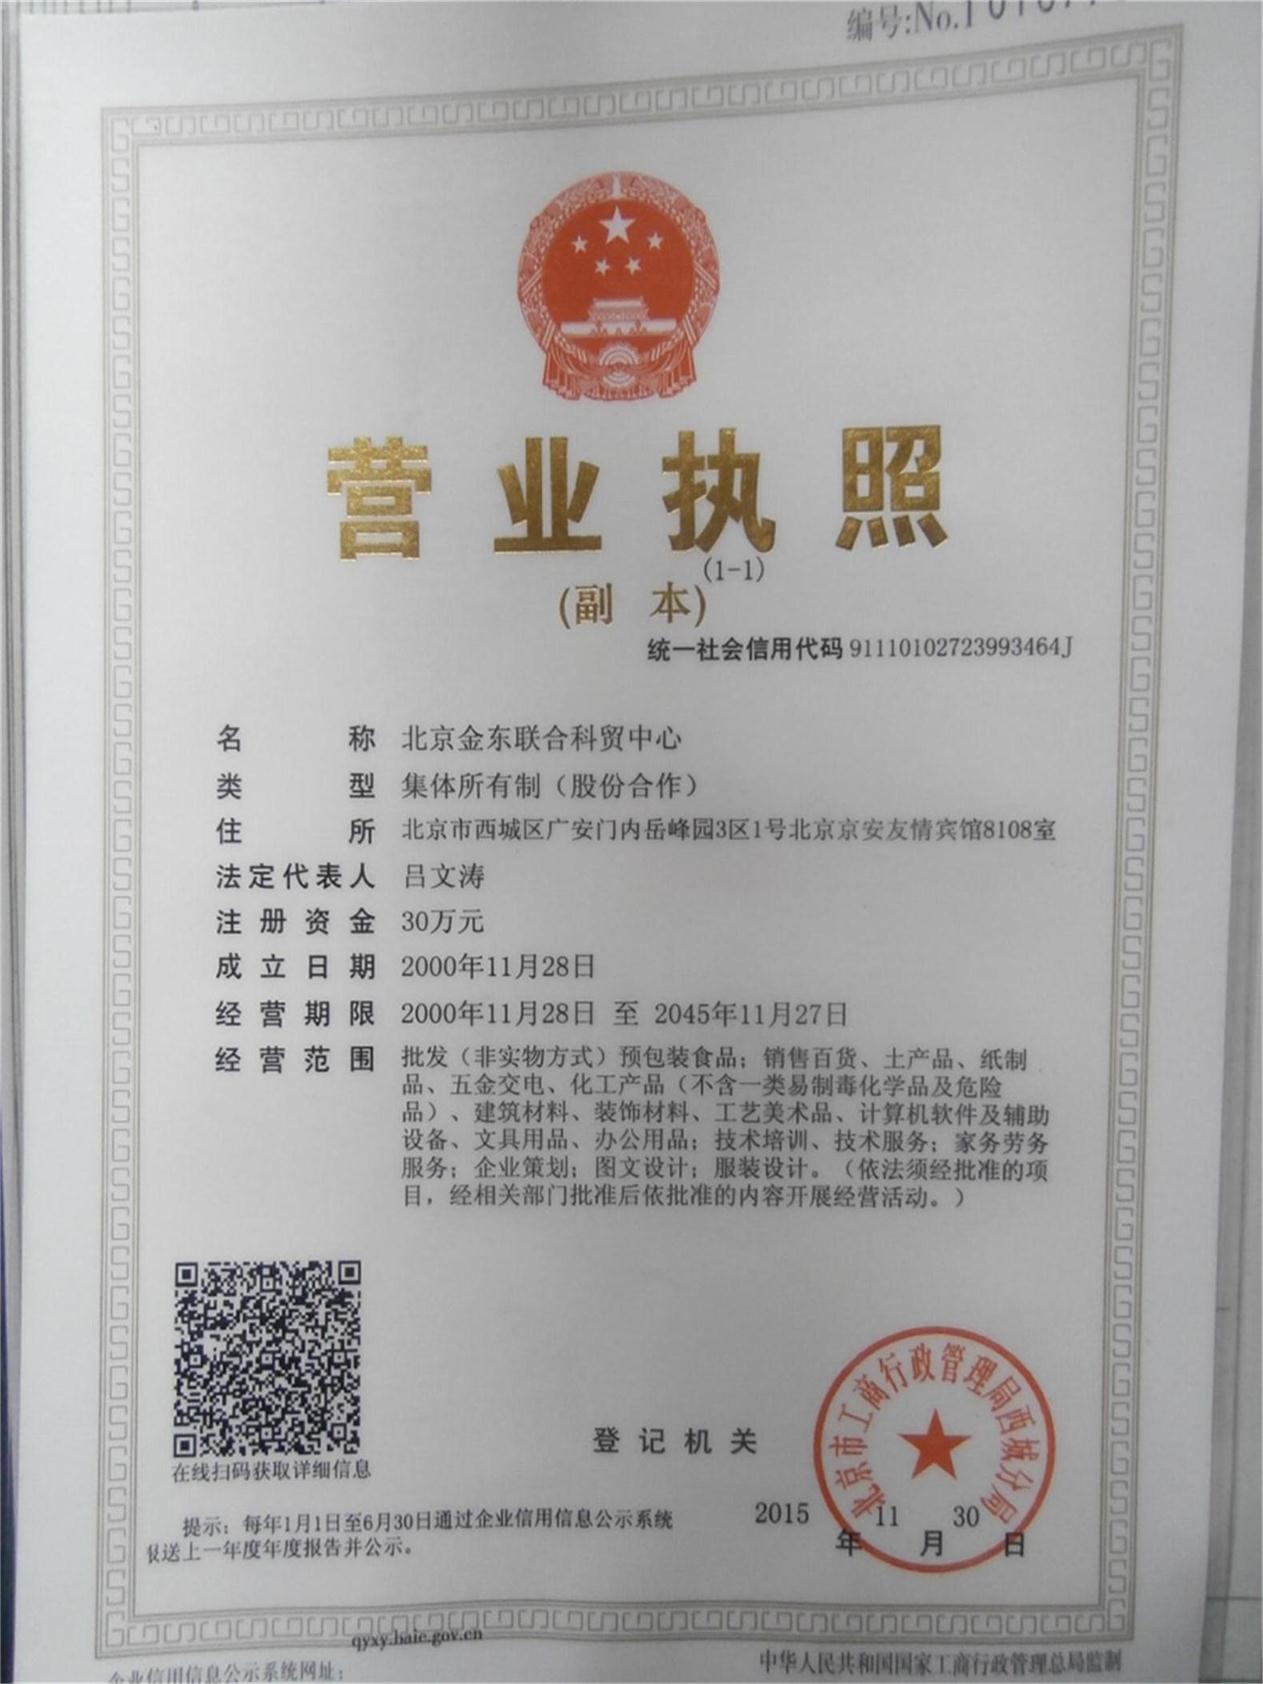 编号:No.
营业执照
(1-1)
(副 本)
统一社会信用代码 91110102723993464J
名 称 北京金东联合科贸中心
类 型 集体所有制（股份合作）
住 所 北京市西城区广安门内岳峰园3区1号北京京安友情宾馆8108室
法定代表人 吕文涛
注册资金 30万元
成立日期 2000年11月28日
经营期限 2000年11月28日 至 2045年11月27日
经营范围 批发（非实物方式）预包装食品；销售百货、土产品、纸制
品、五金交电、化工产品（不含一类易制毒化学品及危险
品）、建筑材料、装饰材料、工艺美术品、计算机软件及辅助
设备、文具用品、办公用品；技术培训、技术服务；家务劳务
服务；企业策划；图文设计；服装设计。（依法须经批准的项
目，经相关部门批准后依批准的内容开展经营活动。）
在线扫码获取详细信息
登记机关
北京市工商行政管理局西城分局
2015年11月30日
提示：每年1月1日至6月30日通过企业信用信息公示系统
报送上一年度年度报告并公示。
qyxy.baic.gov.cn
企业信用信息公示系统网址：
中华人民共和国国家工商行政管理总局监制